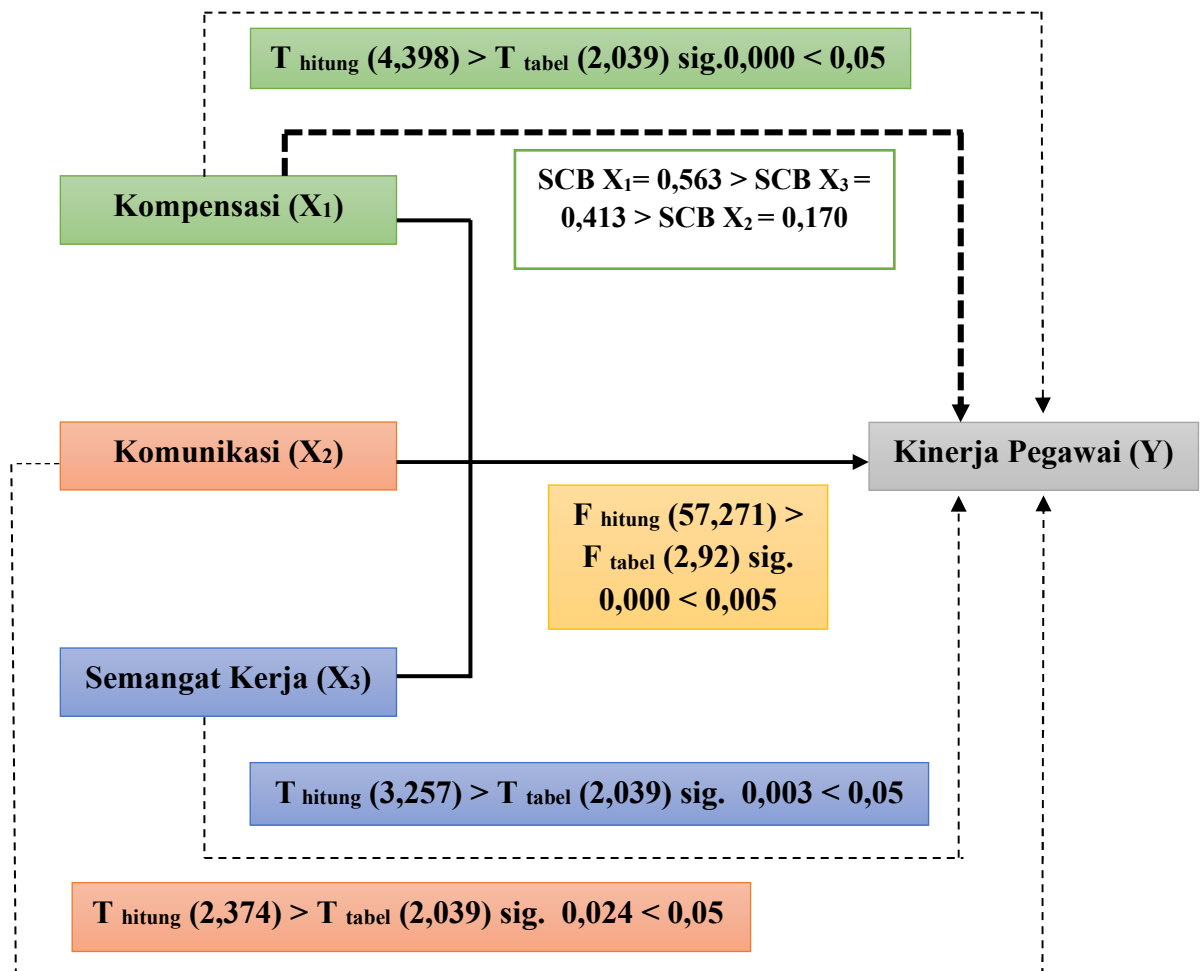 T hitung (4,398) > T tabel (2,039) sig.0,000 < 0,05
Kompensasi (X1)
SCB X1= 0,563 > SCB X3 =
0,413 > SCB X2 = 0,170
Komunikasi (X2)
Kinerja Pegawai (Y)
F hitung (57,271) >
F tabel (2,92) sig.
0,000 < 0,005
Semangat Kerja (X3)
T hitung (3,257) > T tabel (2,039) sig. 0,003 < 0,05
T hitung (2,374) > T tabel (2,039) sig. 0,024 < 0,05